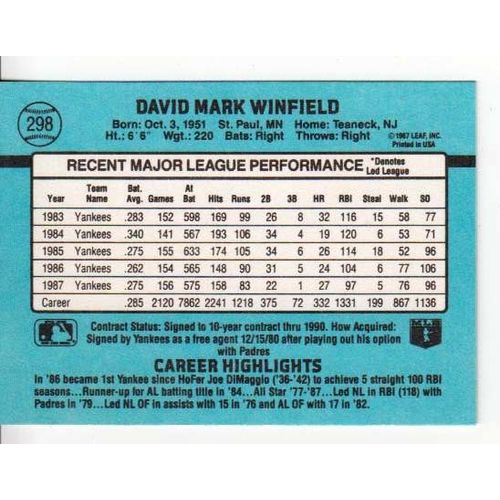 298
DAVID MARK WINFIELD
Born: Oct. 3, 1951 St. Paul, MN Home: Teaneck, NJ
Ht.: 6'6" Wgt.: 220 Bats: Right Throws: Right
©1987 LEAF, INC.
Printed in USA
RECENT MAJOR LEAGUE PERFORMANCE *Denotes Led League
Year Team Name Bat. Avg. Games At Bat Hits Runs 2B 3B HR RBI Steal Walk SO
1983 Yankees .283 152 598 169 99 26 8 32 116 15 58 77
1984 Yankees .340 141 567 193 106 34 4 19 120 6 53 71
1985 Yankees .275 155 633 174 105 34 6 26 114 18 52 96
1986 Yankees .262 154 565 148 90 31 5 24 104 6 77 106
1987 Yankees .275 156 575 158 83 22 1 27 97 5 76 96
Career .285 2120 7862 2241 1218 375 72 332 1331 199 867 1136
Contract Status: Signed to 10-year contract thru 1990. How Acquired:
Signed by Yankees as a free agent 12/15/80 after playing out his option
with Padres
MLB
CAREER HIGHLIGHTS
In '86 became 1st Yankee since HoFer Joe DiMaggio ('36-'42) to achieve 5 straight 100 RBI
seasons...Runner-up for AL batting title in '84...All Star '77-'87...Led NL in RBI (118) with
Padres in '79...Led NL OF in assists with 15 in '76 and AL OF with 17 in '82.